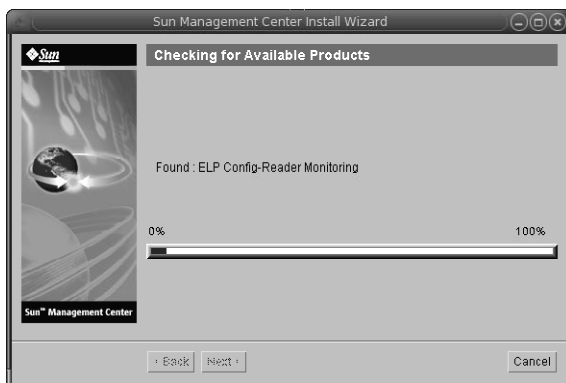 Sun Management Center Install Wizard
Sun
Checking for Available Products
Found : ELP Config-Reader Monitoring
0% 100%
Sun™ Management Center
‹ Back Next › Cancel